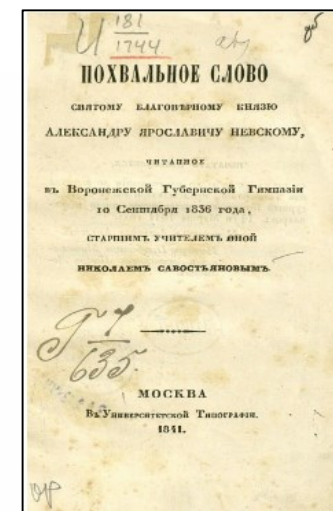 И 181
1744
ПОХВАЛЬНОЕ СЛОВО
СВЯТОМУ БЛАГОВѢРНОМУ КНЯЗЮ
АЛЕКСАНДРУ ЯРОСЛАВИЧУ НЕВСКОМУ,
ЧИТАННОЕ
въ Воронежской Губернской Гимназіи
10 Сентября 1836 года,
СТАРШИМЪ УЧИТЕЛЕМЪ ОНОЙ
НИКОЛАЕМЪ САВОСТЬЯНОВЫМЪ.
635.
МОСКВА
Въ Университетской Типографіи.
1841.